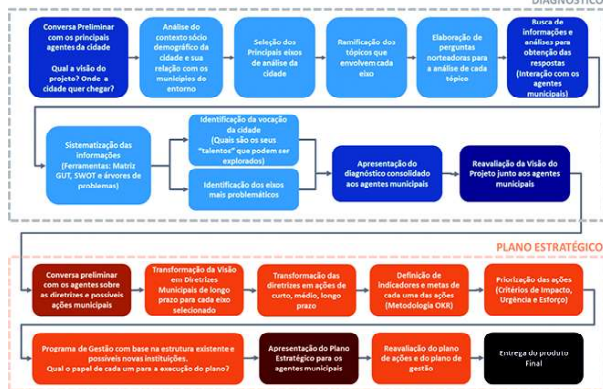 DIAGNÓSTICO
Conversa Preliminar
com os principais
agentes da cidade
Qual a visão do
projeto? Onde a
cidade quer chegar?
Análise do
contexto sócio
demográfico da
cidade e sua
relação com os
municípios do
entorno
Seleção dos
Principais eixos
de análise da
cidade
Ramificação dos
tópicos que
envolvem cada
eixo
Elaboração de
perguntas
norteadoras para
a análise de cada
tópico
Busca de
informações e
análises para
obtenção das
respostas
(Interação com os
agentes
municipais)
Sistematização das
informações
(Ferramentas: Matriz
GUT, SWOT e árvores de
problemas)
Identificação da vocação
da cidade
(Quais são os seus
"talentos" que podem ser
explorados)
Identificação dos eixos
mais problemáticos
Apresentação do
diagnóstico consolidado
aos agentes municipais
Reavaliação da Visão do
Projeto junto aos agentes
municipais
PLANO ESTRATÉGICO
Conversa preliminar
com os agentes sobre
as diretrizes e possíveis
ações municipais
Transformação da Visão
em Diretrizes
Municipais de longo
prazo para cada eixo
selecionado
Transformação das
diretrizes em ações de
curto, médio, longo
prazo
Definição de
indicadores e metas
de cada uma das ações
(Metodologia OKR)
Priorização das ações
(Critérios de Impacto,
Urgência e Esforço)
Programa de Gestão com base na estrutura existente e
possíveis novas instituições.
Qual o papel de cada um para a execução do plano?
Apresentação do Plano
Estratégico para os
agentes municipais
Reavaliação do plano
de ações e do plano de
gestão
Entrega do produto
Final